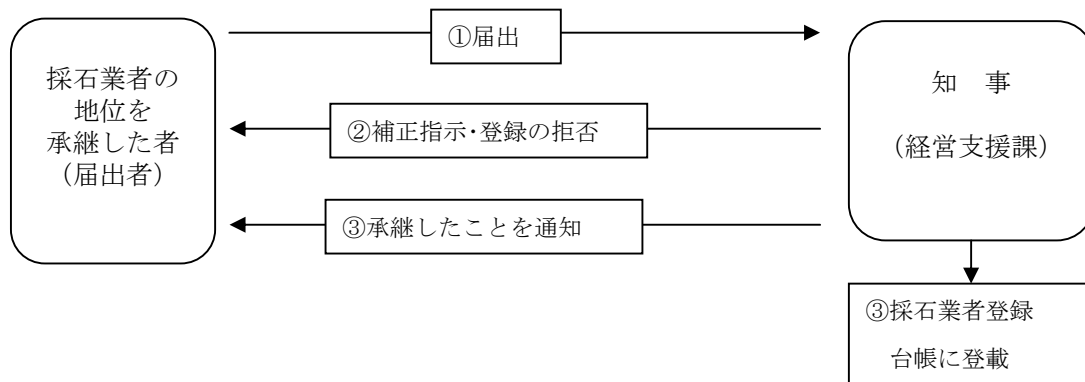 ①届出
採石業者の
地位を
承継した者
（届出者）
知　事
（経営支援課）
②補正指示・登録の拒否
③承継したことを通知
③採石業者登録
台帳に登載